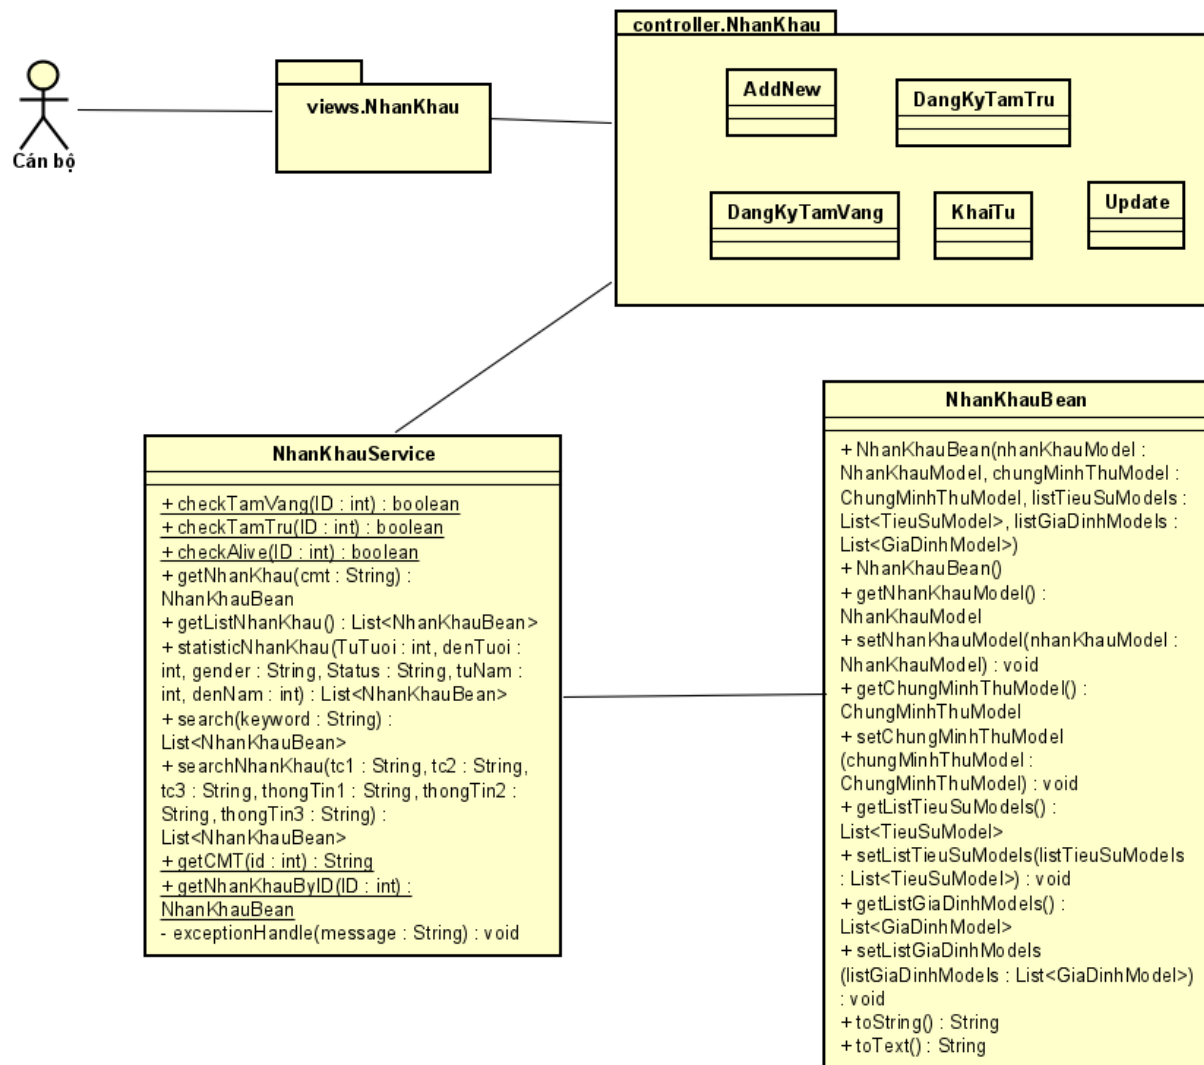 controller.NhanKhau
AddNew
DangKyTamTru
views.NhanKhau
Cán bộ
DangKyTamVang
KhaiTu
Update
NhanKhauService
+ checkTamVang(ID : int) : boolean
+ checkTamTru(ID : int) : boolean
+ checkAlive(ID : int) : boolean
+ getNhanKhau(cmt : String) :
NhanKhauBean
+ getListNhanKhau() : List<NhanKhauBean>
+ statisticNhanKhau(TuTuoi : int, denTuoi :
int, gender : String, Status : String, tuNam :
int, denNam : int) : List<NhanKhauBean>
+ search(keyword : String) :
List<NhanKhauBean>
+ searchNhanKhau(tc1 : String, tc2 : String,
tc3 : String, thongTin1 : String, thongTin2 :
String, thongTin3 : String) :
List<NhanKhauBean>
+ getCMT(id : int) : String
+ getNhanKhauByID(ID : int) :
NhanKhauBean
- exceptionHandle(message : String) : void
NhanKhauBean
+ NhanKhauBean(nhanKhauModel :
NhanKhauModel, chungMinhThuModel :
ChungMinhThuModel, listTieuSuModels :
List<TieuSuModel>, listGiaDinhModels :
List<GiaDinhModel>)
+ NhanKhauBean()
+ getNhanKhauModel() :
NhanKhauModel
+ setNhanKhauModel(nhanKhauModel :
NhanKhauModel) : void
+ getChungMinhThuModel() :
ChungMinhThuModel
+ setChungMinhThuModel
(chungMinhThuModel :
ChungMinhThuModel) : void
+ getListTieuSuModels() :
List<TieuSuModel>
+ setListTieuSuModels(listTieuSuModels
: List<TieuSuModel>) : void
+ getListGiaDinhModels() :
List<GiaDinhModel>
+ setListGiaDinhModels
(listGiaDinhModels : List<GiaDinhModel>)
: void
+ toString() : String
+ toText() : String